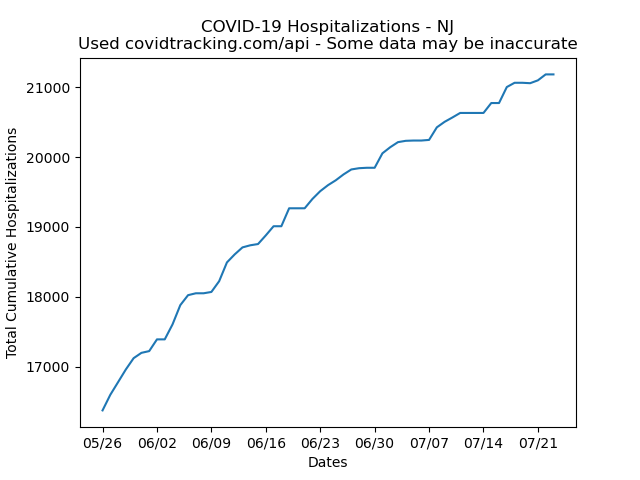 COVID-19 Hospitalizations - NJ
Used covidtracking.com/api - Some data may be inaccurate
Total Cumulative Hospitalizations
21000
20000
19000
18000
17000
05/26 06/02 06/09 06/16 06/23 06/30 07/07 07/14 07/21
Dates